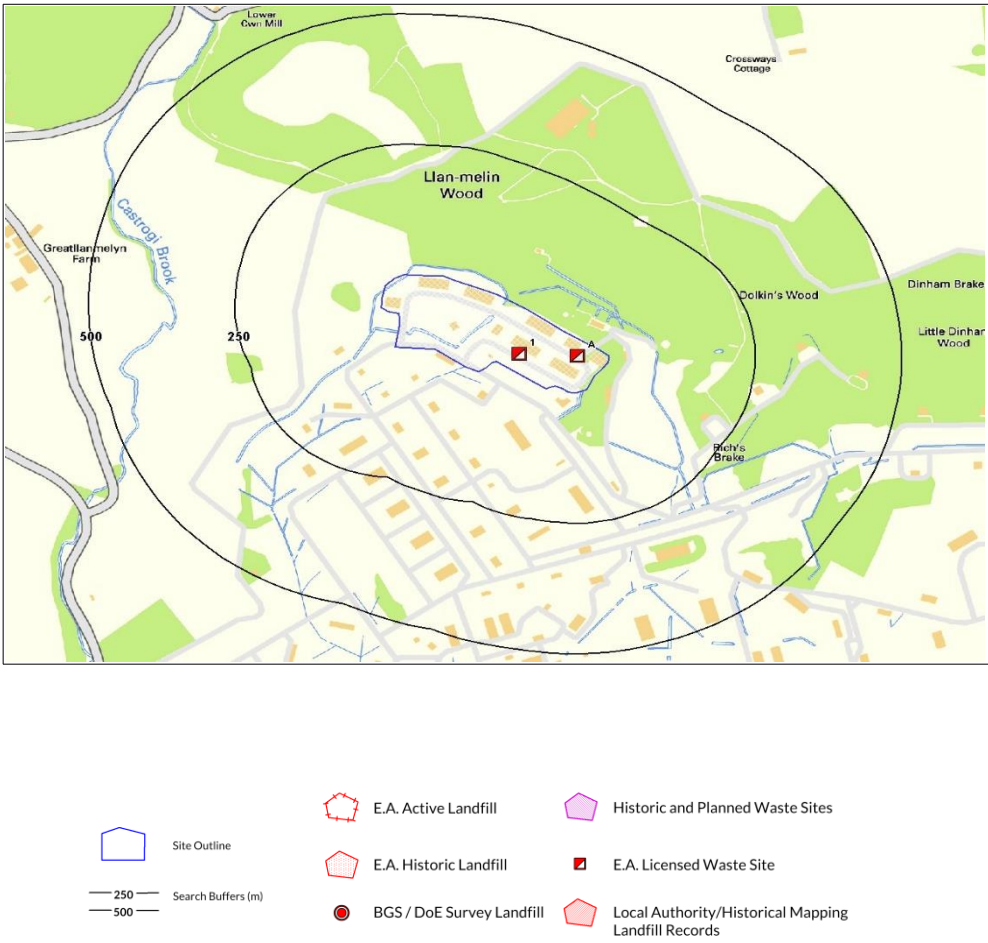 Lower
Cwn Mill
Crossways
Cottage
Llan-melin
Wood
Castrogi Brook
Greatllanmelyn
Farm
Dolkin's Wood
Dinham Brake
Little Dinham
Wood
500
250
1
A
Rich's
Brake
E.A. Active Landfill
Historic and Planned Waste Sites
Site Outline
E.A. Historic Landfill
E.A. Licensed Waste Site
250
500
Search Buffers (m)
BGS / DoE Survey Landfill
Local Authority/Historical Mapping
Landfill Records